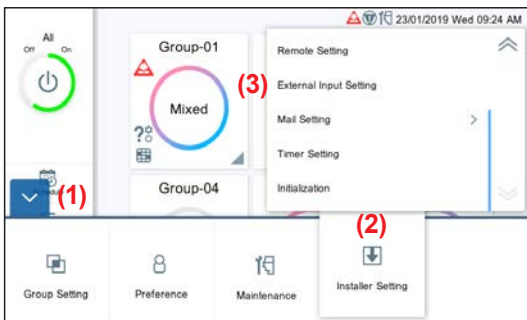 23/01/2019 Wed 09:24 AM
All
Off On
Group-01
Mixed
(3)
Remote Setting
External Input Setting
Mail Setting >
Timer Setting
Initialization
(1)
Group-04
(2)
Group Setting
Preference
Maintenance
Installer Setting